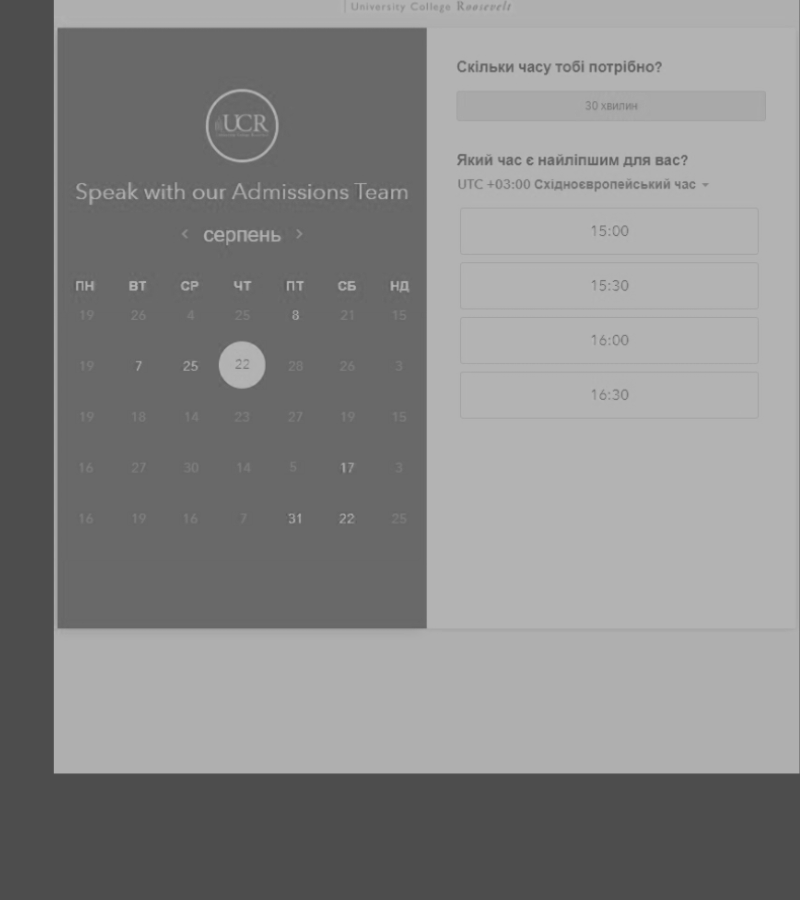 University College Roosevelt
UCR
Speak with our Admissions Team
‹ серпень ›
ПН ВТ СР ЧТ ПТ СБ НД
19 26 4 25 8 21 15
19 7 25 22 28 26 3
19 18 14 23 27 19 15
16 27 30 14 5 17 3
16 19 16 7 31 22 25
Скільки часу тобі потрібно?
30 хвилин
Який час є найліпшим для вас?
UTC +03:00 Східноєвропейський час
15:00
15:30
16:00
16:30